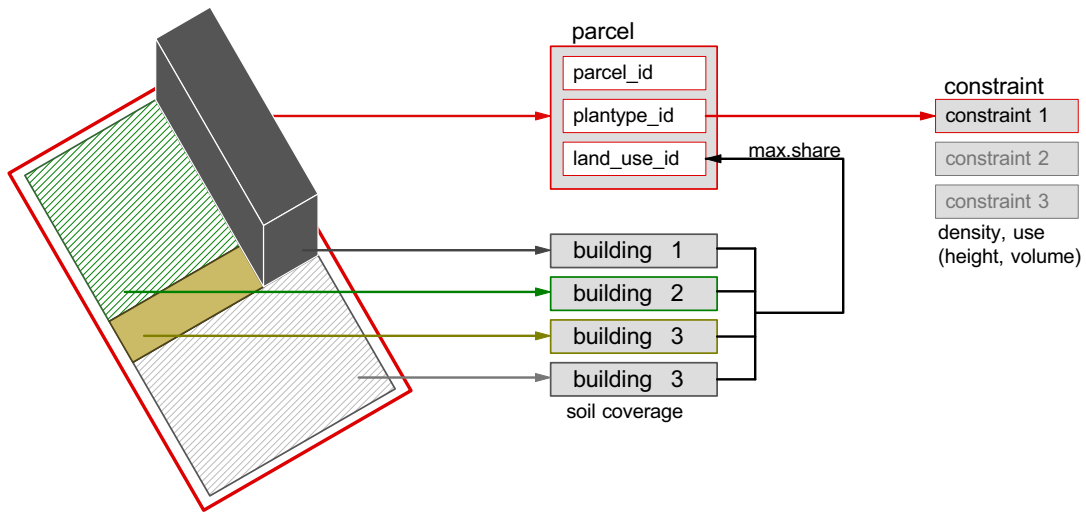 parcel
parcel_id
plantype_id
land_use_id
max.share
constraint
constraint 1
constraint 2
constraint 3
density, use
(height, volume)
building 1
building 2
building 3
building 3
soil coverage